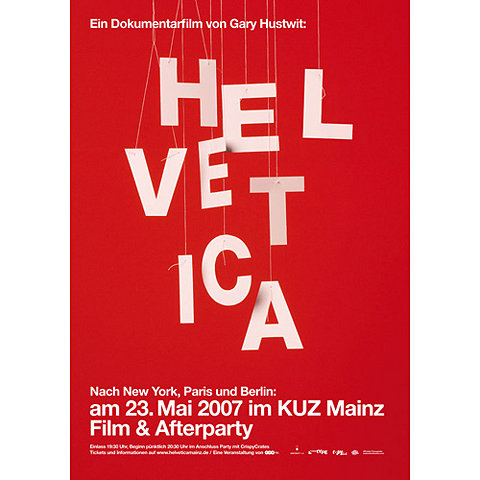 Ein Dokumentarfilm von Gary Hustwit:
HEL
VET
ICA
Nach New York, Paris und Berlin:
am 23. Mai 2007 im KUZ Mainz
Film & Afterparty
Einlass 19:30 Uhr, Beginn pünktlich 20:30 Uhr im Anschluss Party mit CrispyCrates
Tickets und Informationen auf www.helveticamainz.de / Eine Veranstaltung von